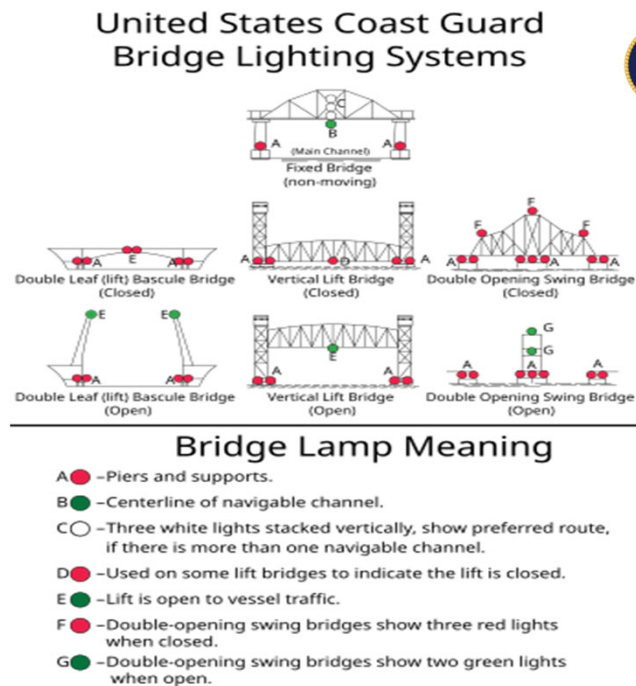 United States Coast Guard
Bridge Lighting Systems
C
B
A
A
(Main Channel)
Fixed Bridge
(non-moving)
A
E
A
Double Leaf (lift) Bascule Bridge
(Closed)
A
D
A
Vertical Lift Bridge
(Closed)
F
F
F
A
A
A
Double Opening Swing Bridge
(Closed)
E
E
A
A
Double Leaf (lift) Bascule Bridge
(Open)
E
A
A
Vertical Lift Bridge
(Open)
G
G
A
A
A
Double Opening Swing Bridge
(Open)
Bridge Lamp Meaning
A –Piers and supports.
B –Centerline of navigable channel.
C –Three white lights stacked vertically, show preferred route,
if there is more than one navigable channel.
D –Used on some lift bridges to indicate the lift is closed.
E –Lift is open to vessel traffic.
F –Double-opening swing bridges show three red lights
when closed.
G –Double-opening swing bridges show two green lights
when open.